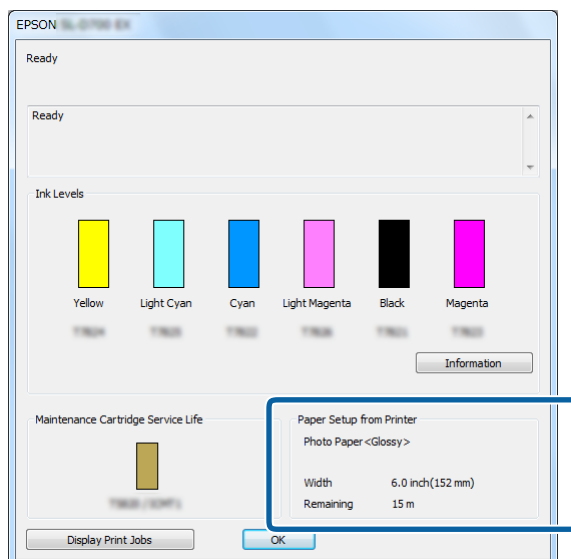 EPSON
Ready
Ready
Ink Levels
Yellow Light Cyan Cyan Light Magenta Black Magenta
Information
Maintenance Cartridge Service Life
Paper Setup from Printer
Photo Paper<Glossy>
Width 6.0 inch(152 mm)
Remaining 15 m
Display Print Jobs OK